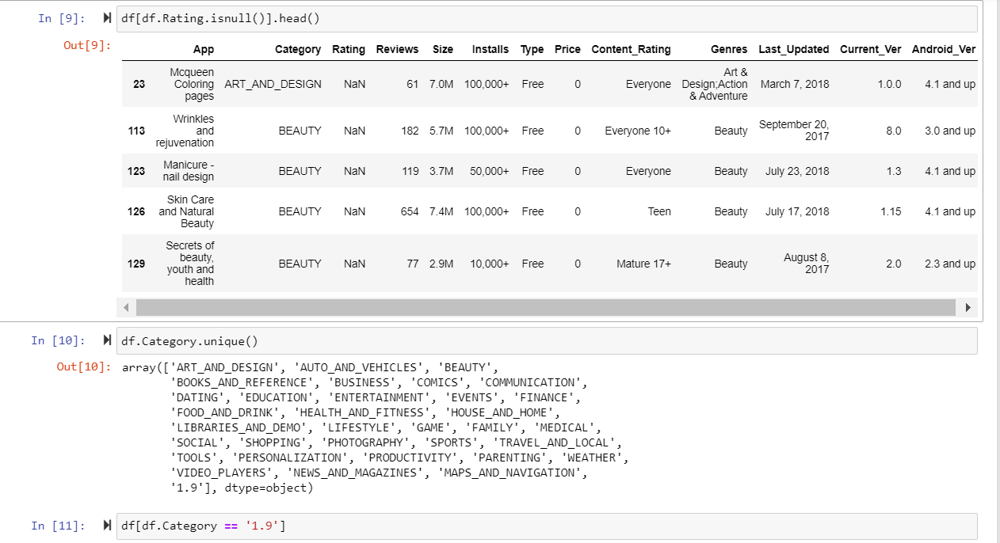 In [9]: df[df.Rating.isnull()].head()
Out[9]:
App Category Rating Reviews Size Installs Type Price Content_Rating Genres Last_Updated Current_Ver Android_Ver
23 Mcqueen Coloring pages ART_AND_DESIGN NaN 61 7.0M 100,000+ Free 0 Everyone Art & Design;Action & Adventure March 7, 2018 1.0.0 4.1 and up
113 Wrinkles and rejuvenation BEAUTY NaN 182 5.7M 100,000+ Free 0 Everyone 10+ Beauty September 20, 2017 8.0 3.0 and up
123 Manicure - nail design BEAUTY NaN 119 3.7M 50,000+ Free 0 Everyone Beauty July 23, 2018 1.3 4.1 and up
126 Skin Care and Natural Beauty BEAUTY NaN 654 7.4M 100,000+ Free 0 Teen Beauty July 17, 2018 1.15 4.1 and up
129 Secrets of beauty, youth and health BEAUTY NaN 77 2.9M 10,000+ Free 0 Mature 17+ Beauty August 8, 2017 2.0 2.3 and up
In [10]: df.Category.unique()
Out[10]: array(['ART_AND_DESIGN', 'AUTO_AND_VEHICLES', 'BEAUTY',
'BOOKS_AND_REFERENCE', 'BUSINESS', 'COMICS', 'COMMUNICATION',
'DATING', 'EDUCATION', 'ENTERTAINMENT', 'EVENTS', 'FINANCE',
'FOOD_AND_DRINK', 'HEALTH_AND_FITNESS', 'HOUSE_AND_HOME',
'LIBRARIES_AND_DEMO', 'LIFESTYLE', 'GAME', 'FAMILY', 'MEDICAL',
'SOCIAL', 'SHOPPING', 'PHOTOGRAPHY', 'SPORTS', 'TRAVEL_AND_LOCAL',
'TOOLS', 'PERSONALIZATION', 'PRODUCTIVITY', 'PARENTING', 'WEATHER',
'VIDEO_PLAYERS', 'NEWS_AND_MAGAZINES', 'MAPS_AND_NAVIGATION',
'1.9'], dtype=object)
In [11]: df[df.Category == '1.9']